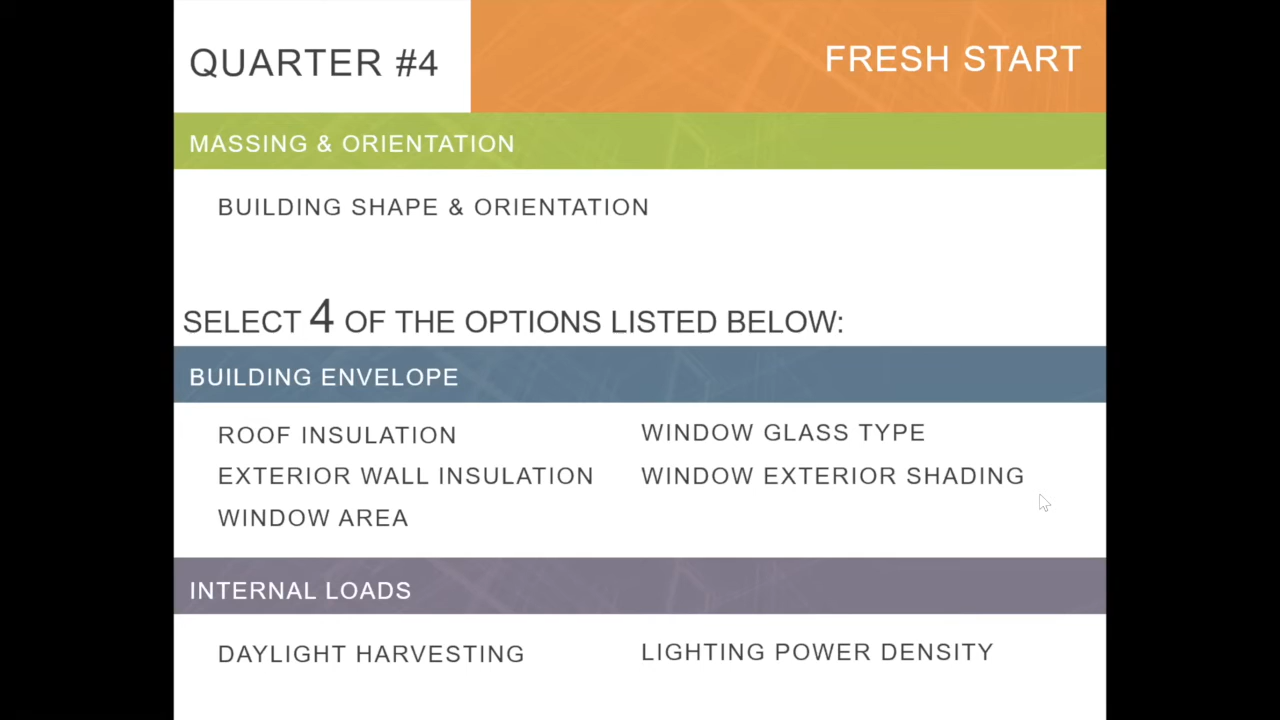 QUARTER #4
FRESH START
MASSING & ORIENTATION
BUILDING SHAPE & ORIENTATION
SELECT 4 OF THE OPTIONS LISTED BELOW:
BUILDING ENVELOPE
ROOF INSULATION
WINDOW GLASS TYPE
EXTERIOR WALL INSULATION
WINDOW EXTERIOR SHADING
WINDOW AREA
INTERNAL LOADS
DAYLIGHT HARVESTING
LIGHTING POWER DENSITY